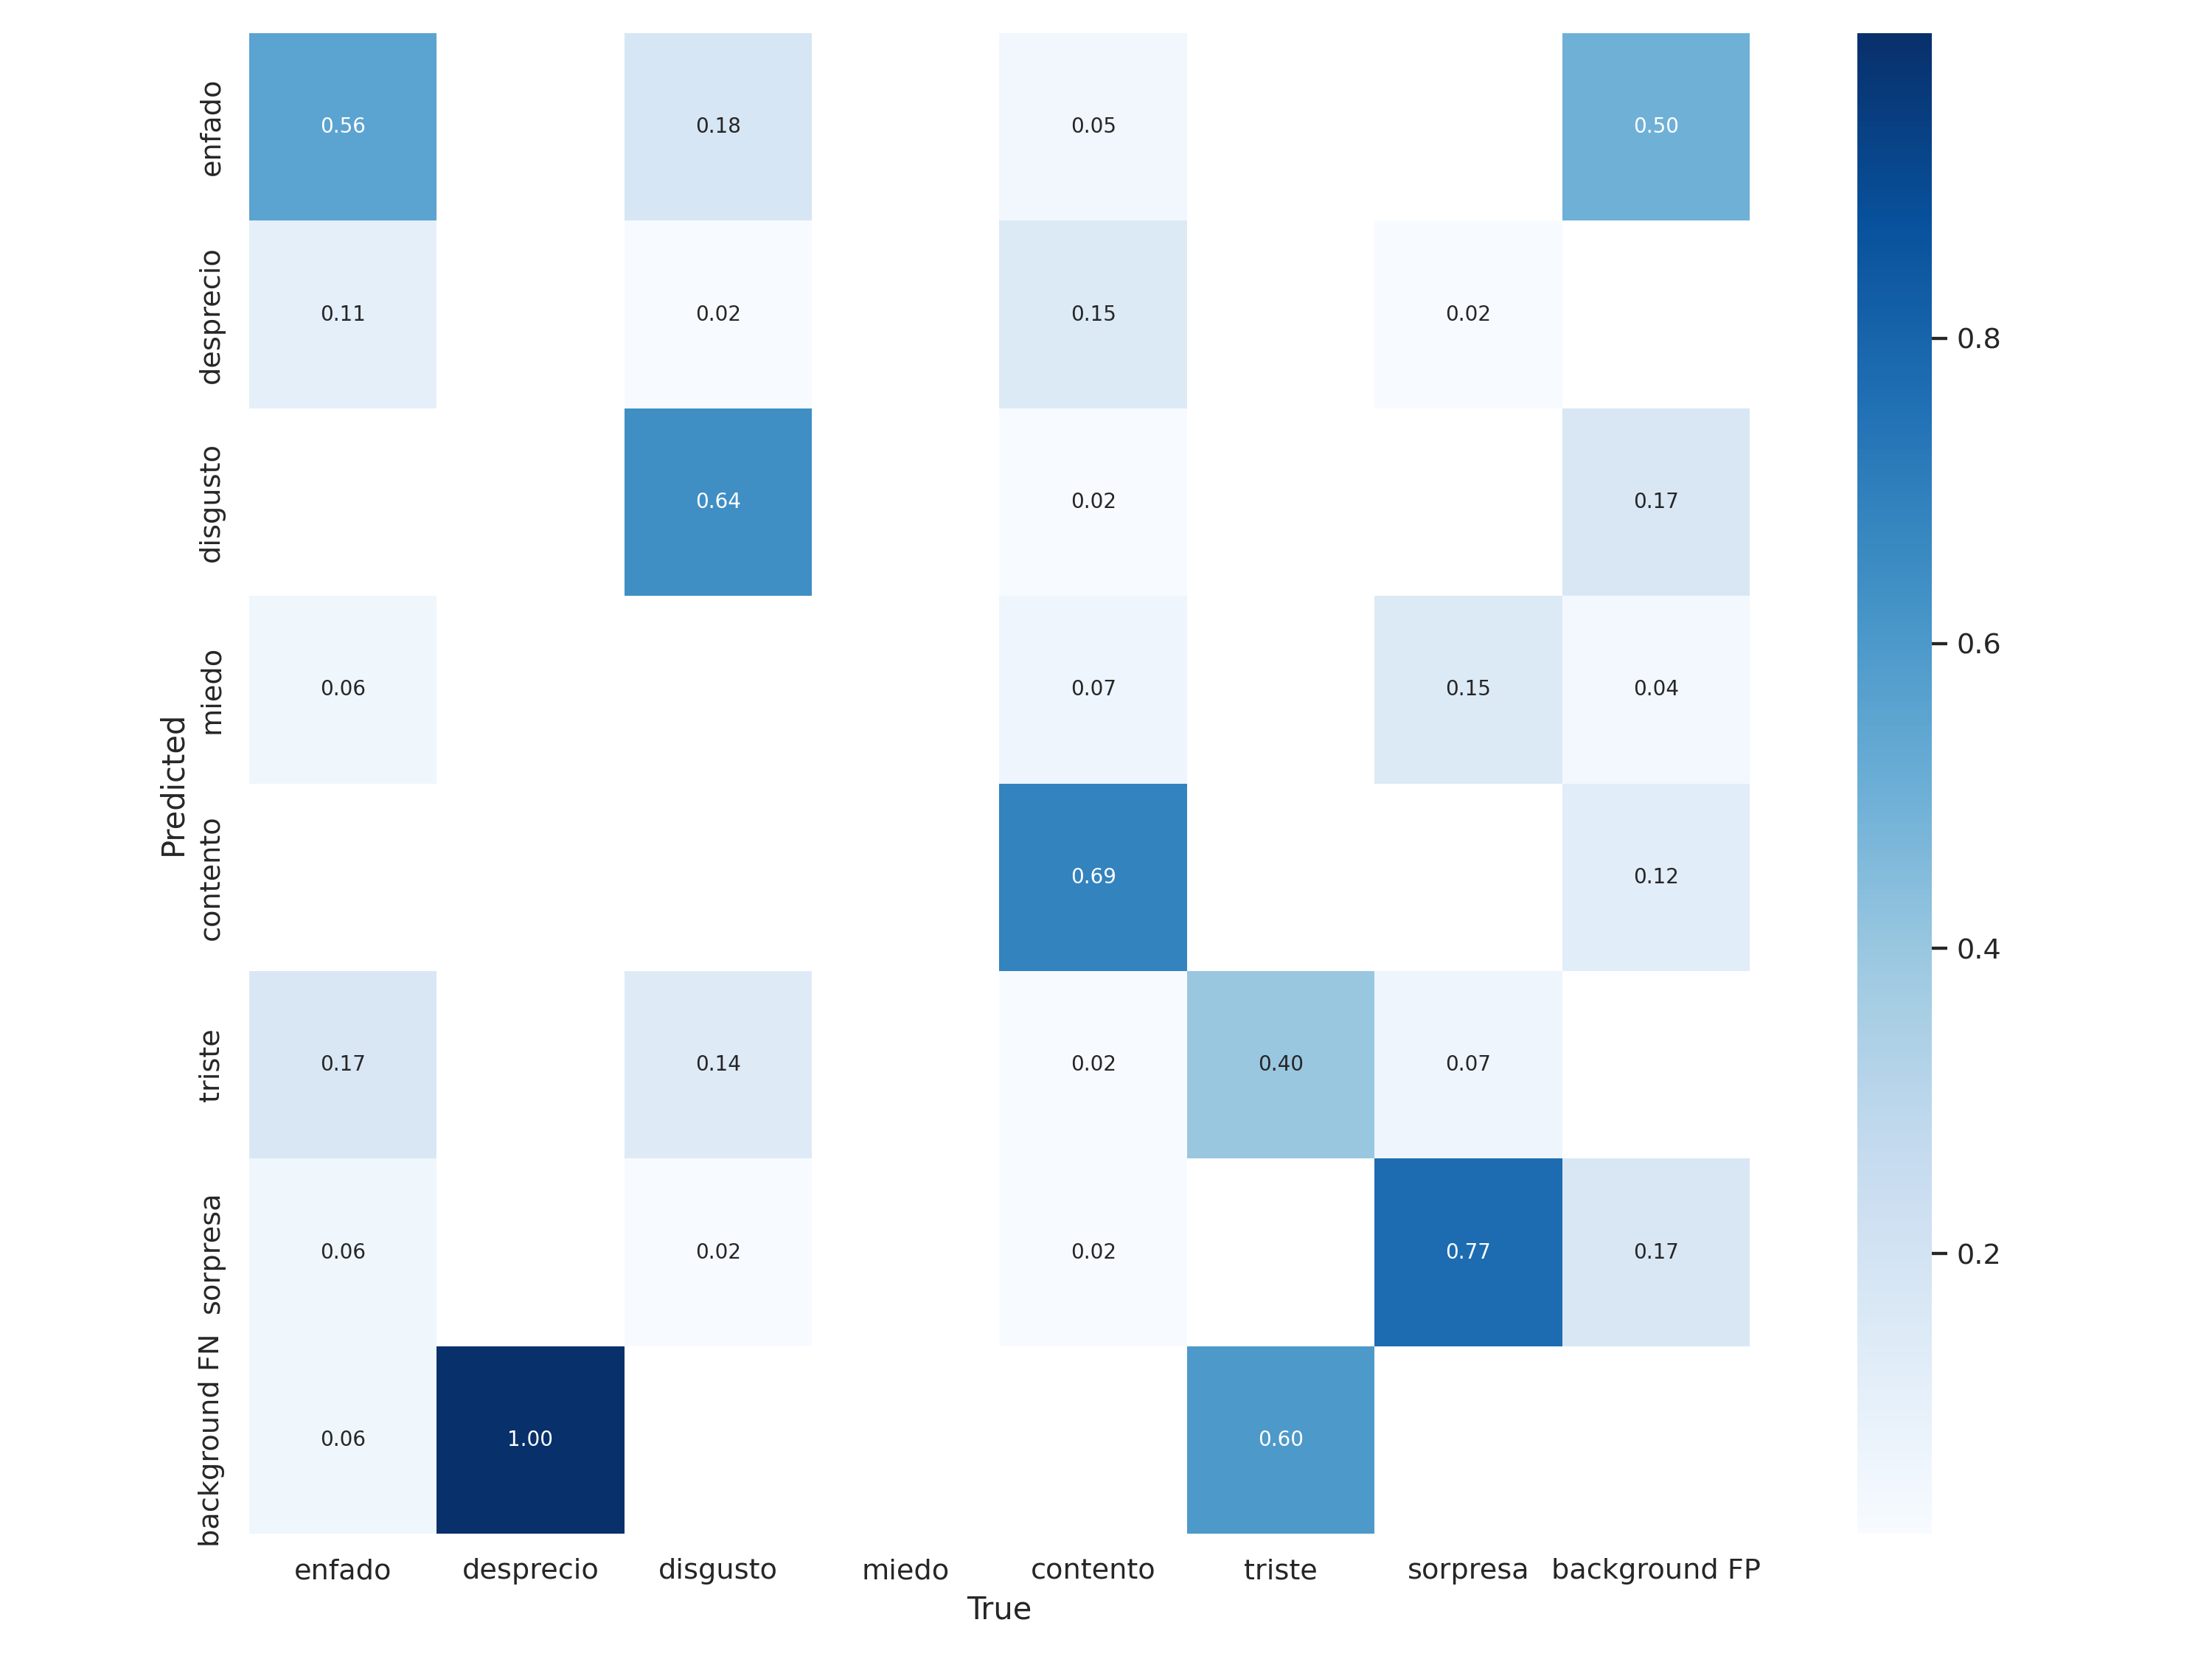 Predicted
enfado
0.56 0.18 0.05 0.50
desprecio
0.11 0.02 0.15 0.02
disgusto
0.64 0.02 0.17
miedo
0.06 0.07 0.15 0.04
contento
0.69 0.12
triste
0.17 0.14 0.02 0.40 0.07
sorpresa
0.06 0.02 0.02 0.77 0.17
background FN
0.06 1.00 0.60
enfado desprecio disgusto miedo contento triste sorpresa background FP
True
0.8
0.6
0.4
0.2